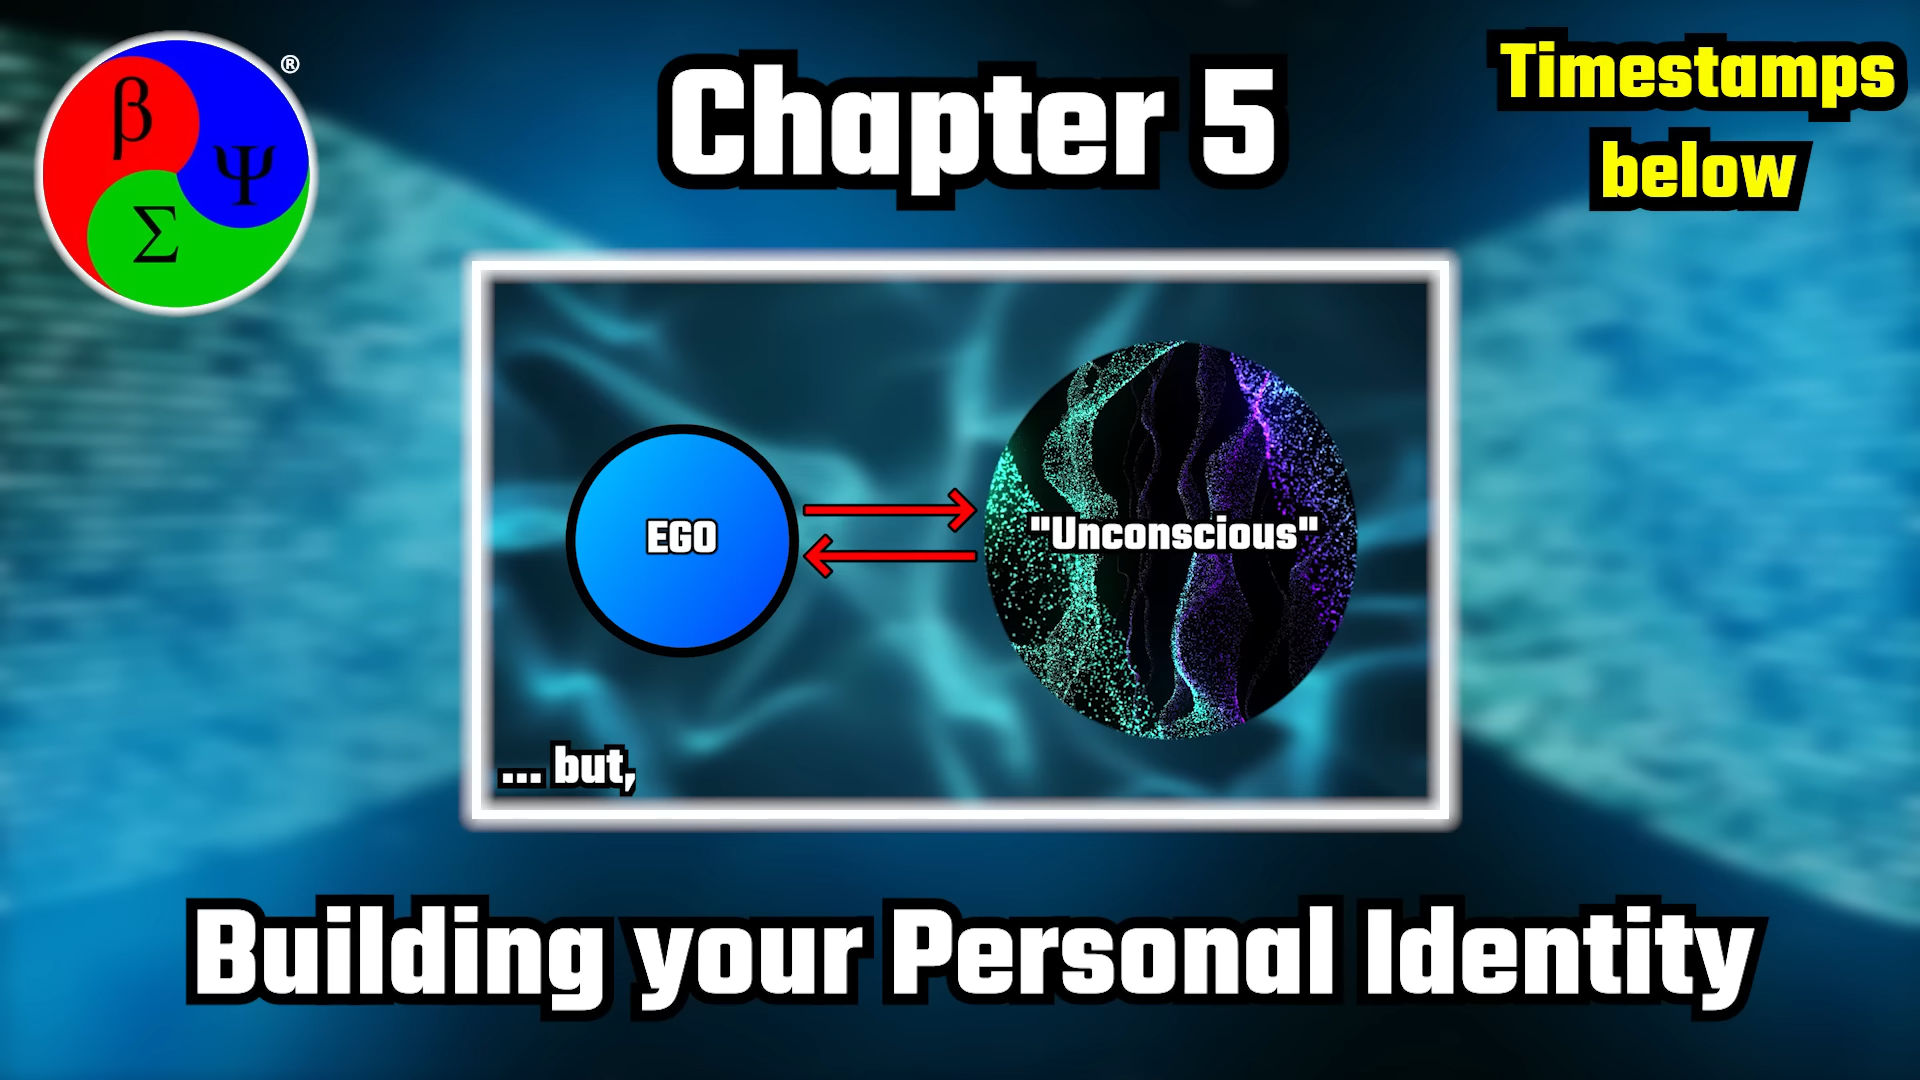 β
Ψ
Σ
®
Chapter 5
Timestamps
below
EGO
"Unconscious"
... but,
Building your Personal Identity